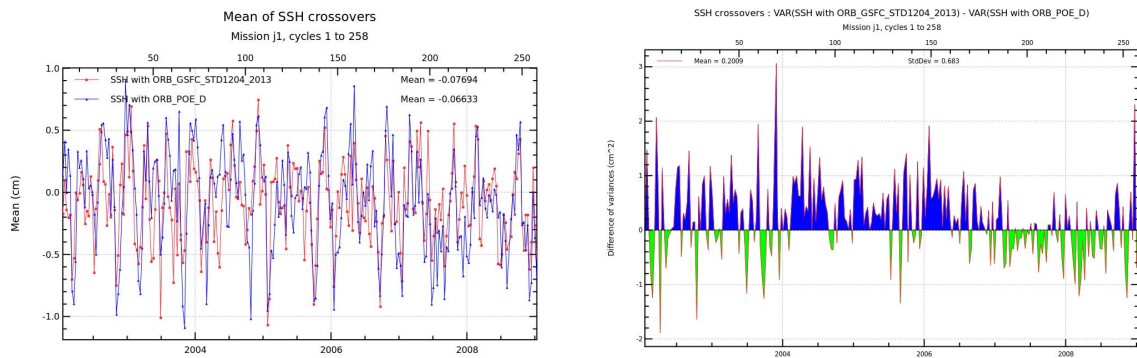 Mean of SSH crossovers
Mission j1, cycles 1 to 258
50 100 150 200 250
1.0
SSH with ORB_GSFC_STD1204_2013 Mean = -0.07694
SSH with ORB_POE_D Mean = -0.06633
0.5
0.0
-0.5
-1.0
Mean (cm)
2004 2006 2008
SSH crossovers : VAR(SSH with ORB_GSFC_STD1204_2013) - VAR(SSH with ORB_POE_D)
Mission j1, cycles 1 to 258
50 100 150 200 250
Mean = 0.2009 StdDev = 0.683
3
2
1
0
-1
-2
Difference of variances (cm^2)
2004 2006 2008